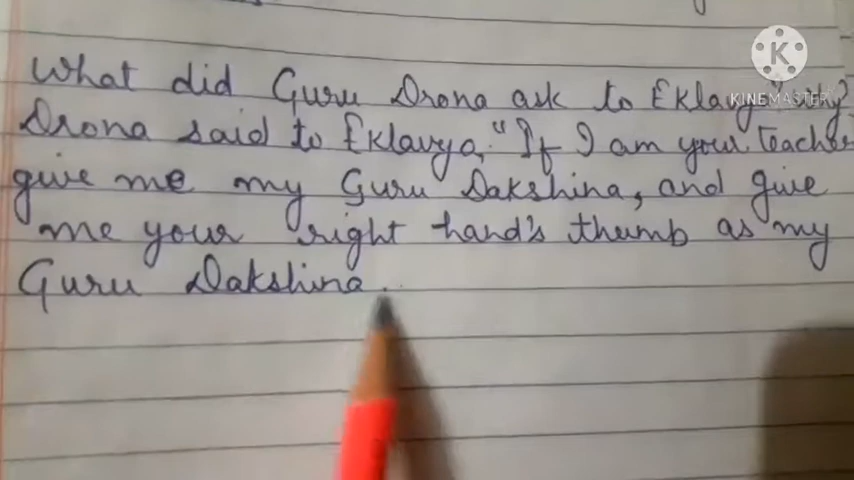 What did Guru Drona ask to Eklavya? why?
KINEMASTER
Drona said to Eklavya, "If I am your teacher
give me my Guru Dakshina, and give
me your right hand's thumb as my
Guru Dakshina.